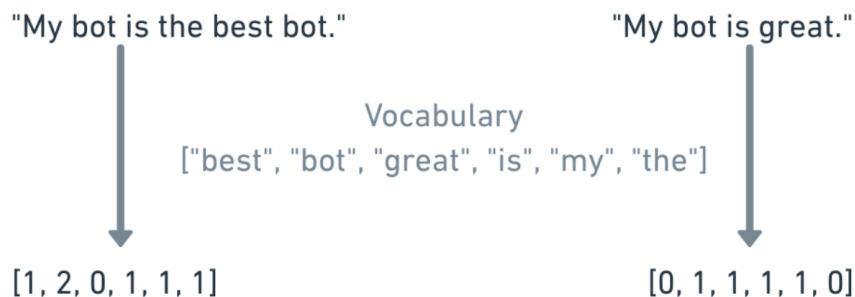 "My bot is the best bot."
"My bot is great."
Vocabulary
["best", "bot", "great", "is", "my", "the"]
[1, 2, 0, 1, 1, 1]
[0, 1, 1, 1, 1, 0]